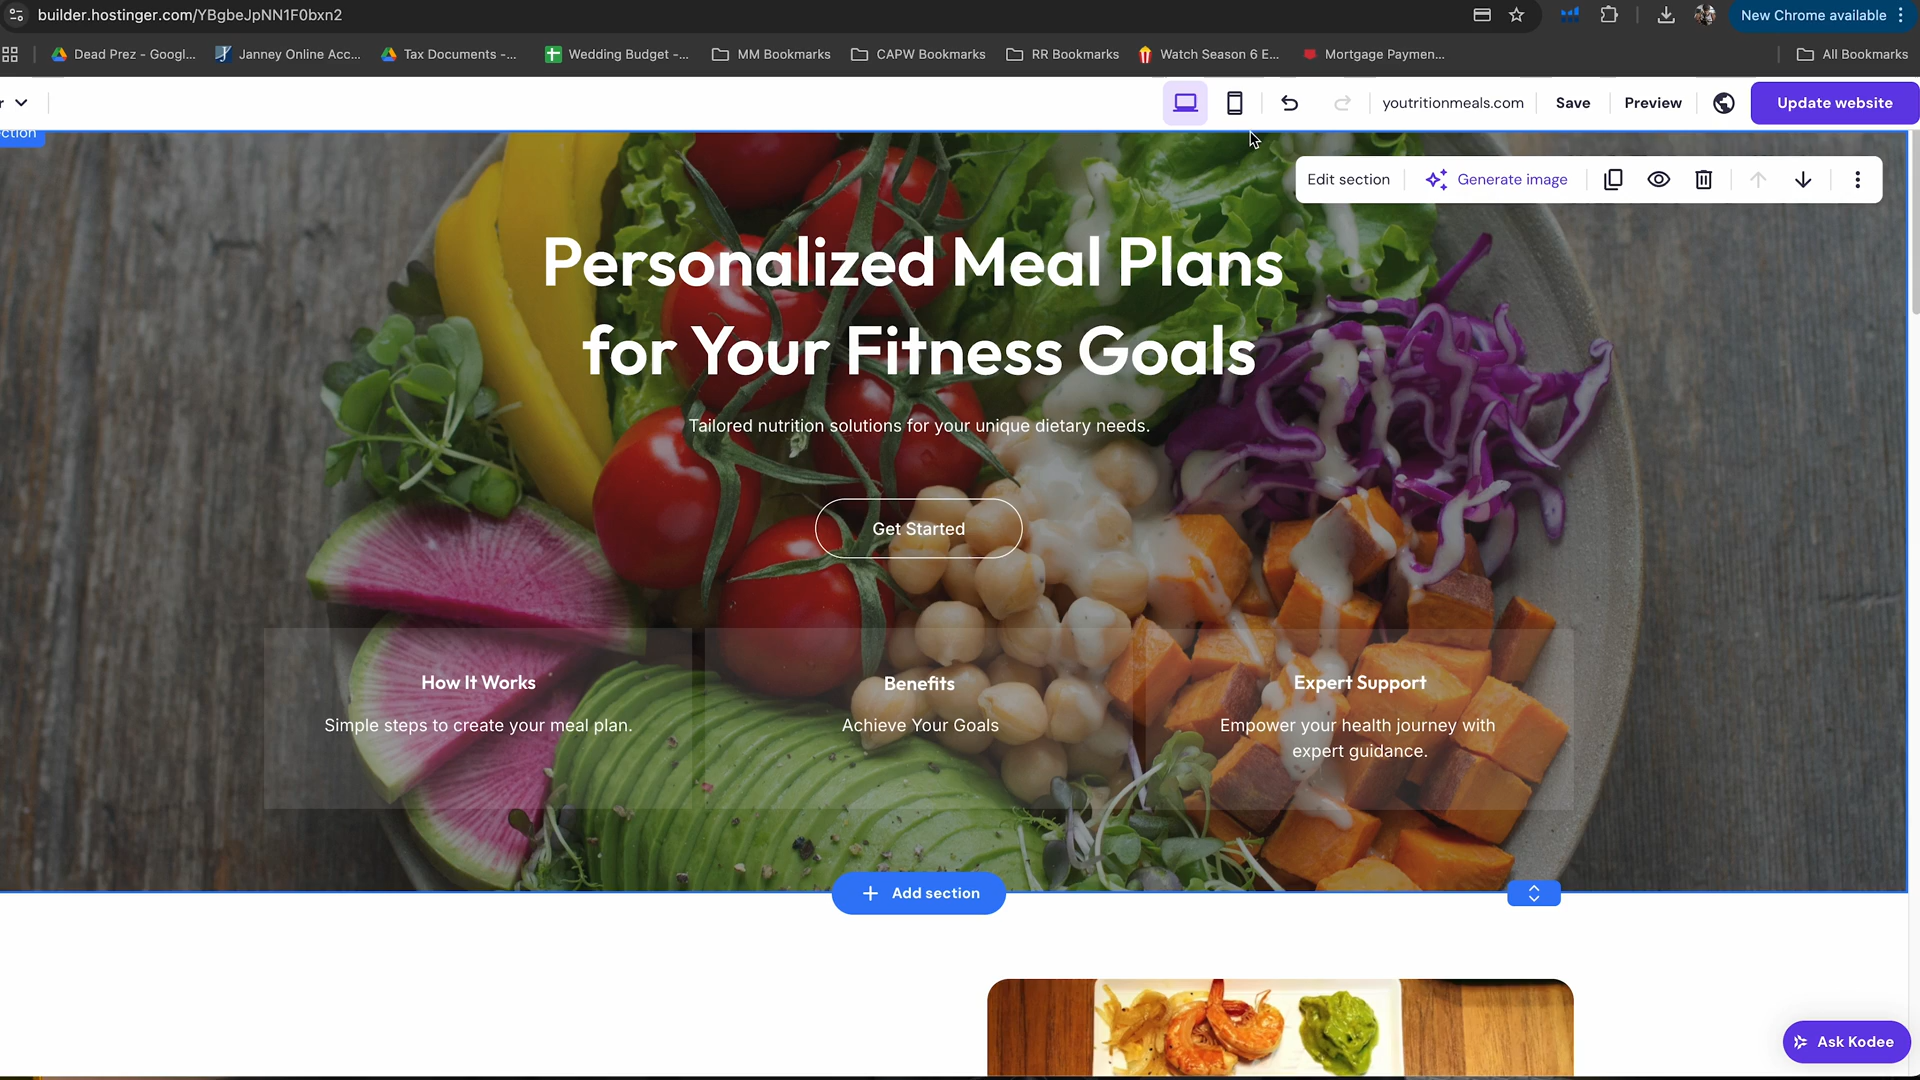 builder.hostinger.com/YBgbeJpNN1F0bxn2
New Chrome available
Dead Prez - Googl...
Janney Online Acc...
Tax Documents -...
Wedding Budget -...
MM Bookmarks
CAPW Bookmarks
RR Bookmarks
Watch Season 6 E...
Mortgage Paymen...
All Bookmarks
r
youtritionmeals.com
Save
Preview
Update website
ction
Edit section
Generate image
Personalized Meal Plans
for Your Fitness Goals
Tailored nutrition solutions for your unique dietary needs.
Get Started
How It Works
Simple steps to create your meal plan.
Benefits
Achieve Your Goals
Expert Support
Empower your health journey with
expert guidance.
Add section
Ask Kodee